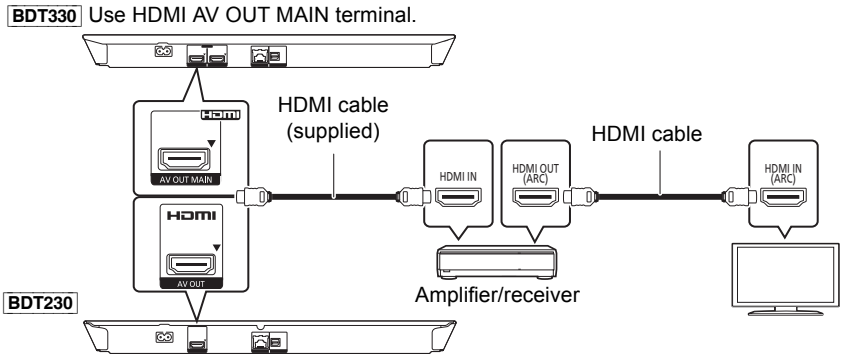 BDT330 Use HDMI AV OUT MAIN terminal.
HDMI
AV OUT MAIN
HDMI cable
(supplied)
HDMI cable
HDMI IN
HDMI OUT
(ARC)
HDMI IN
(ARC)
HDMI
AV OUT
Amplifier/receiver
BDT230